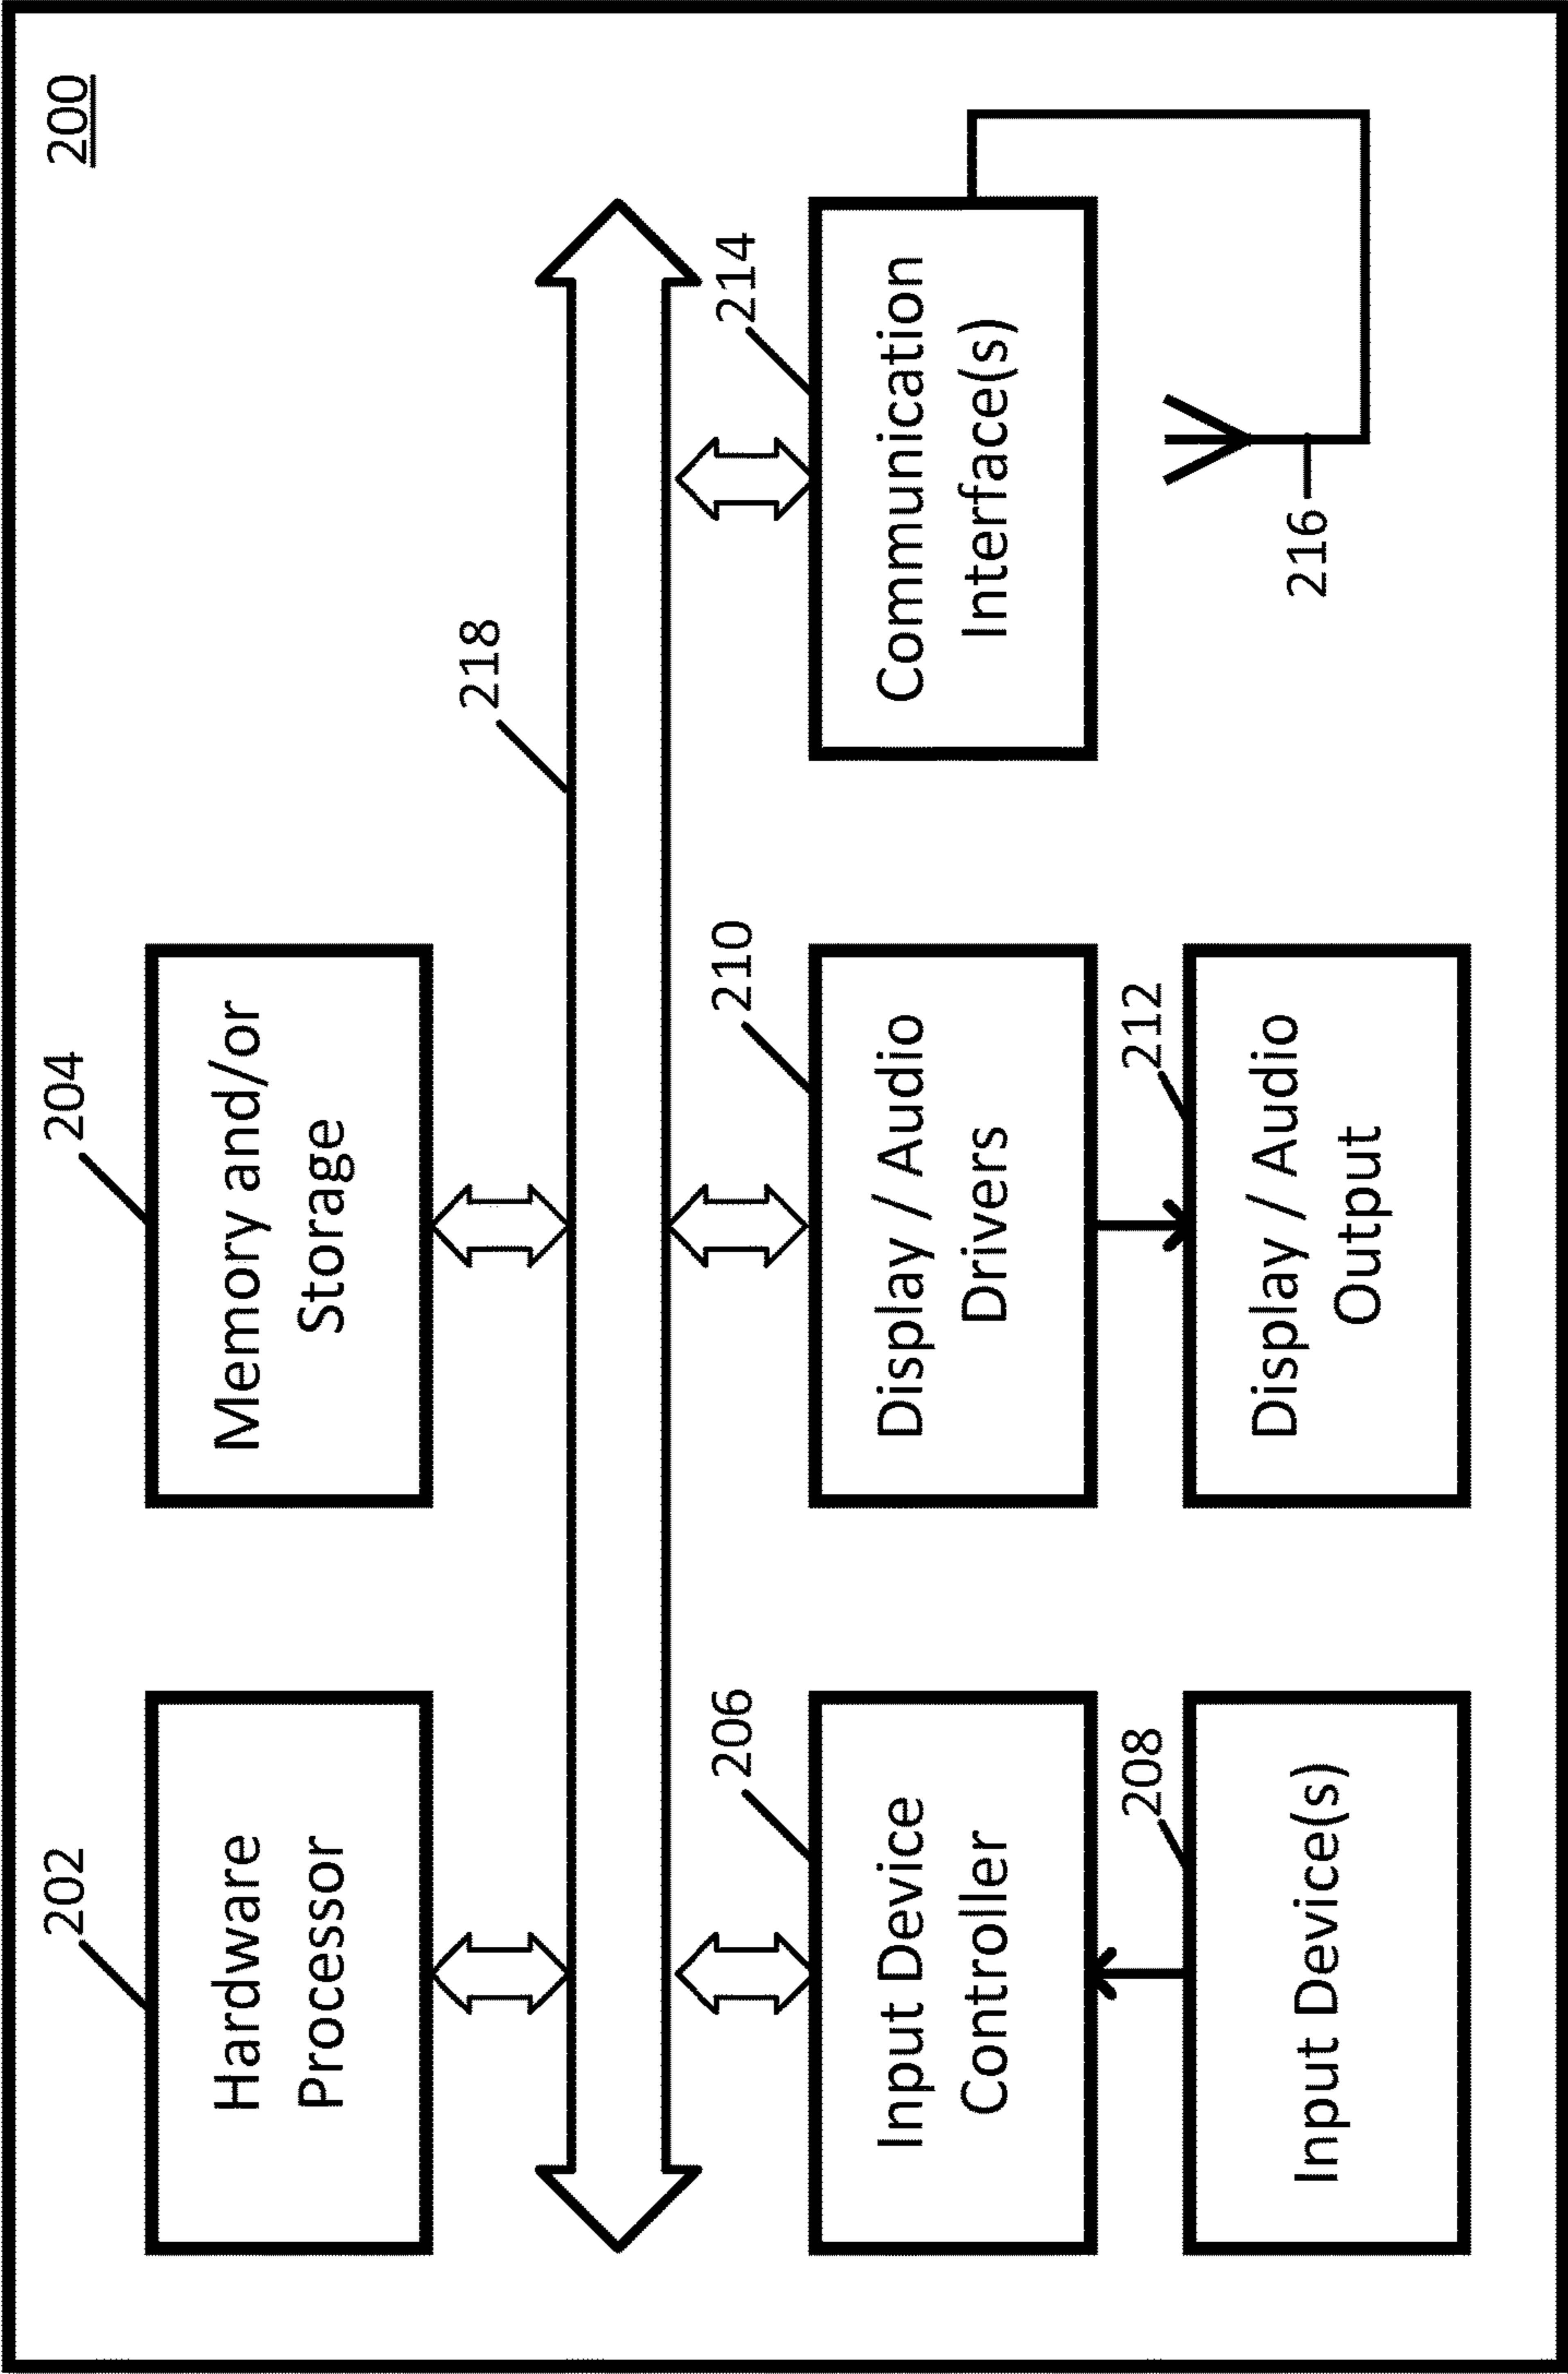 200
202
Hardware
Processor
204
Memory and/or
Storage
218
206
Input Device
Controller
210
Display / Audio
Drivers
214
Communication
Interface(s)
208
Input Device(s)
212
Display / Audio
Output
216